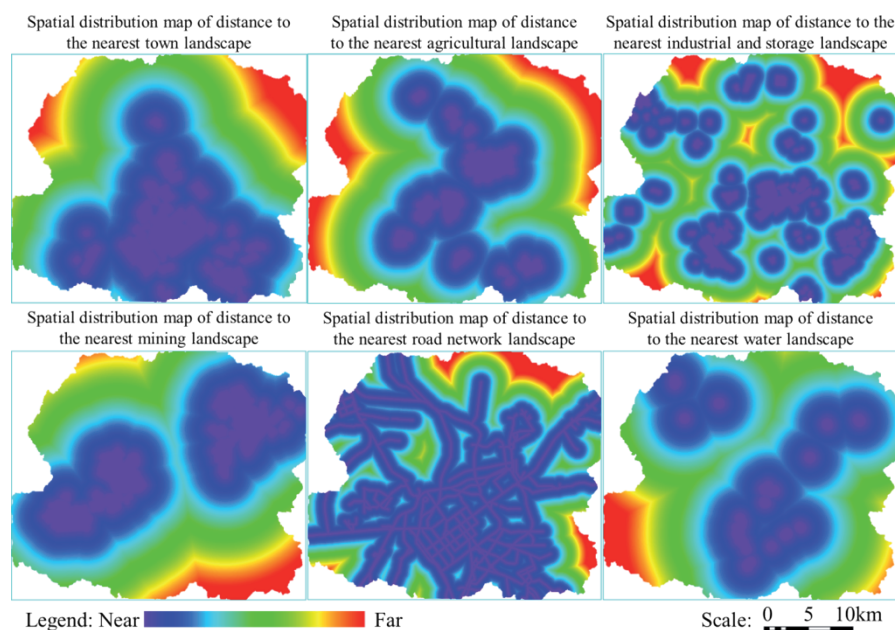 Spatial distribution map of distance to
the nearest town landscape
Spatial distribution map of distance
to the nearest agricultural landscape
Spatial distribution map of distance to the
nearest industrial and storage landscape
Spatial distribution map of distance to
the nearest mining landscape
Spatial distribution map of distance to
the nearest road network landscape
Spatial distribution map of distance
to the nearest water landscape
Legend: Near Far
Scale: 0 5 10km